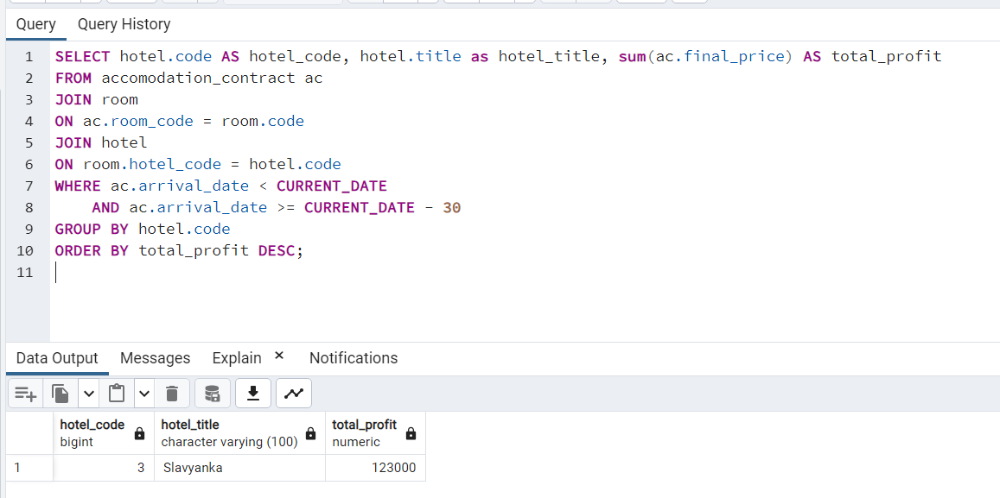 Query Query History
1 SELECT hotel.code AS hotel_code, hotel.title as hotel_title, sum(ac.final_price) AS total_profit
2 FROM accomodation_contract ac
3 JOIN room
4 ON ac.room_code = room.code
5 JOIN hotel
6 ON room.hotel_code = hotel.code
7 WHERE ac.arrival_date < CURRENT_DATE
8 AND ac.arrival_date >= CURRENT_DATE - 30
9 GROUP BY hotel.code
10 ORDER BY total_profit DESC;
11
Data Output Messages Explain × Notifications
hotel_code hotel_title total_profit
bigint character varying (100) numeric
1 3 Slavyanka 123000